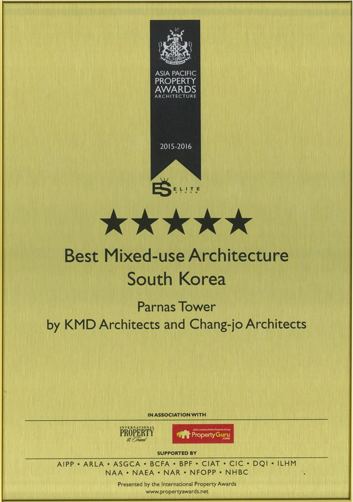 ASIA PACIFIC
PROPERTY
AWARDS
ARCHITECTURE
2015-2016
ES ELITE
Best Mixed-use Architecture
South Korea
Parnas Tower
by KMD Architects and Chang-jo Architects
IN ASSOCIATION WITH
INTERNATIONAL
PROPERTY
& Travel
PropertyGuru
SUPPORTED BY
AIPP • ARLA • ASGCA • BCFA • BPF • CIAT • CIC • DQI • ILHM
NAA • NAEA • NAR • NFOPP • NHBC
Presented by the International Property Awards
www.propertyawards.net